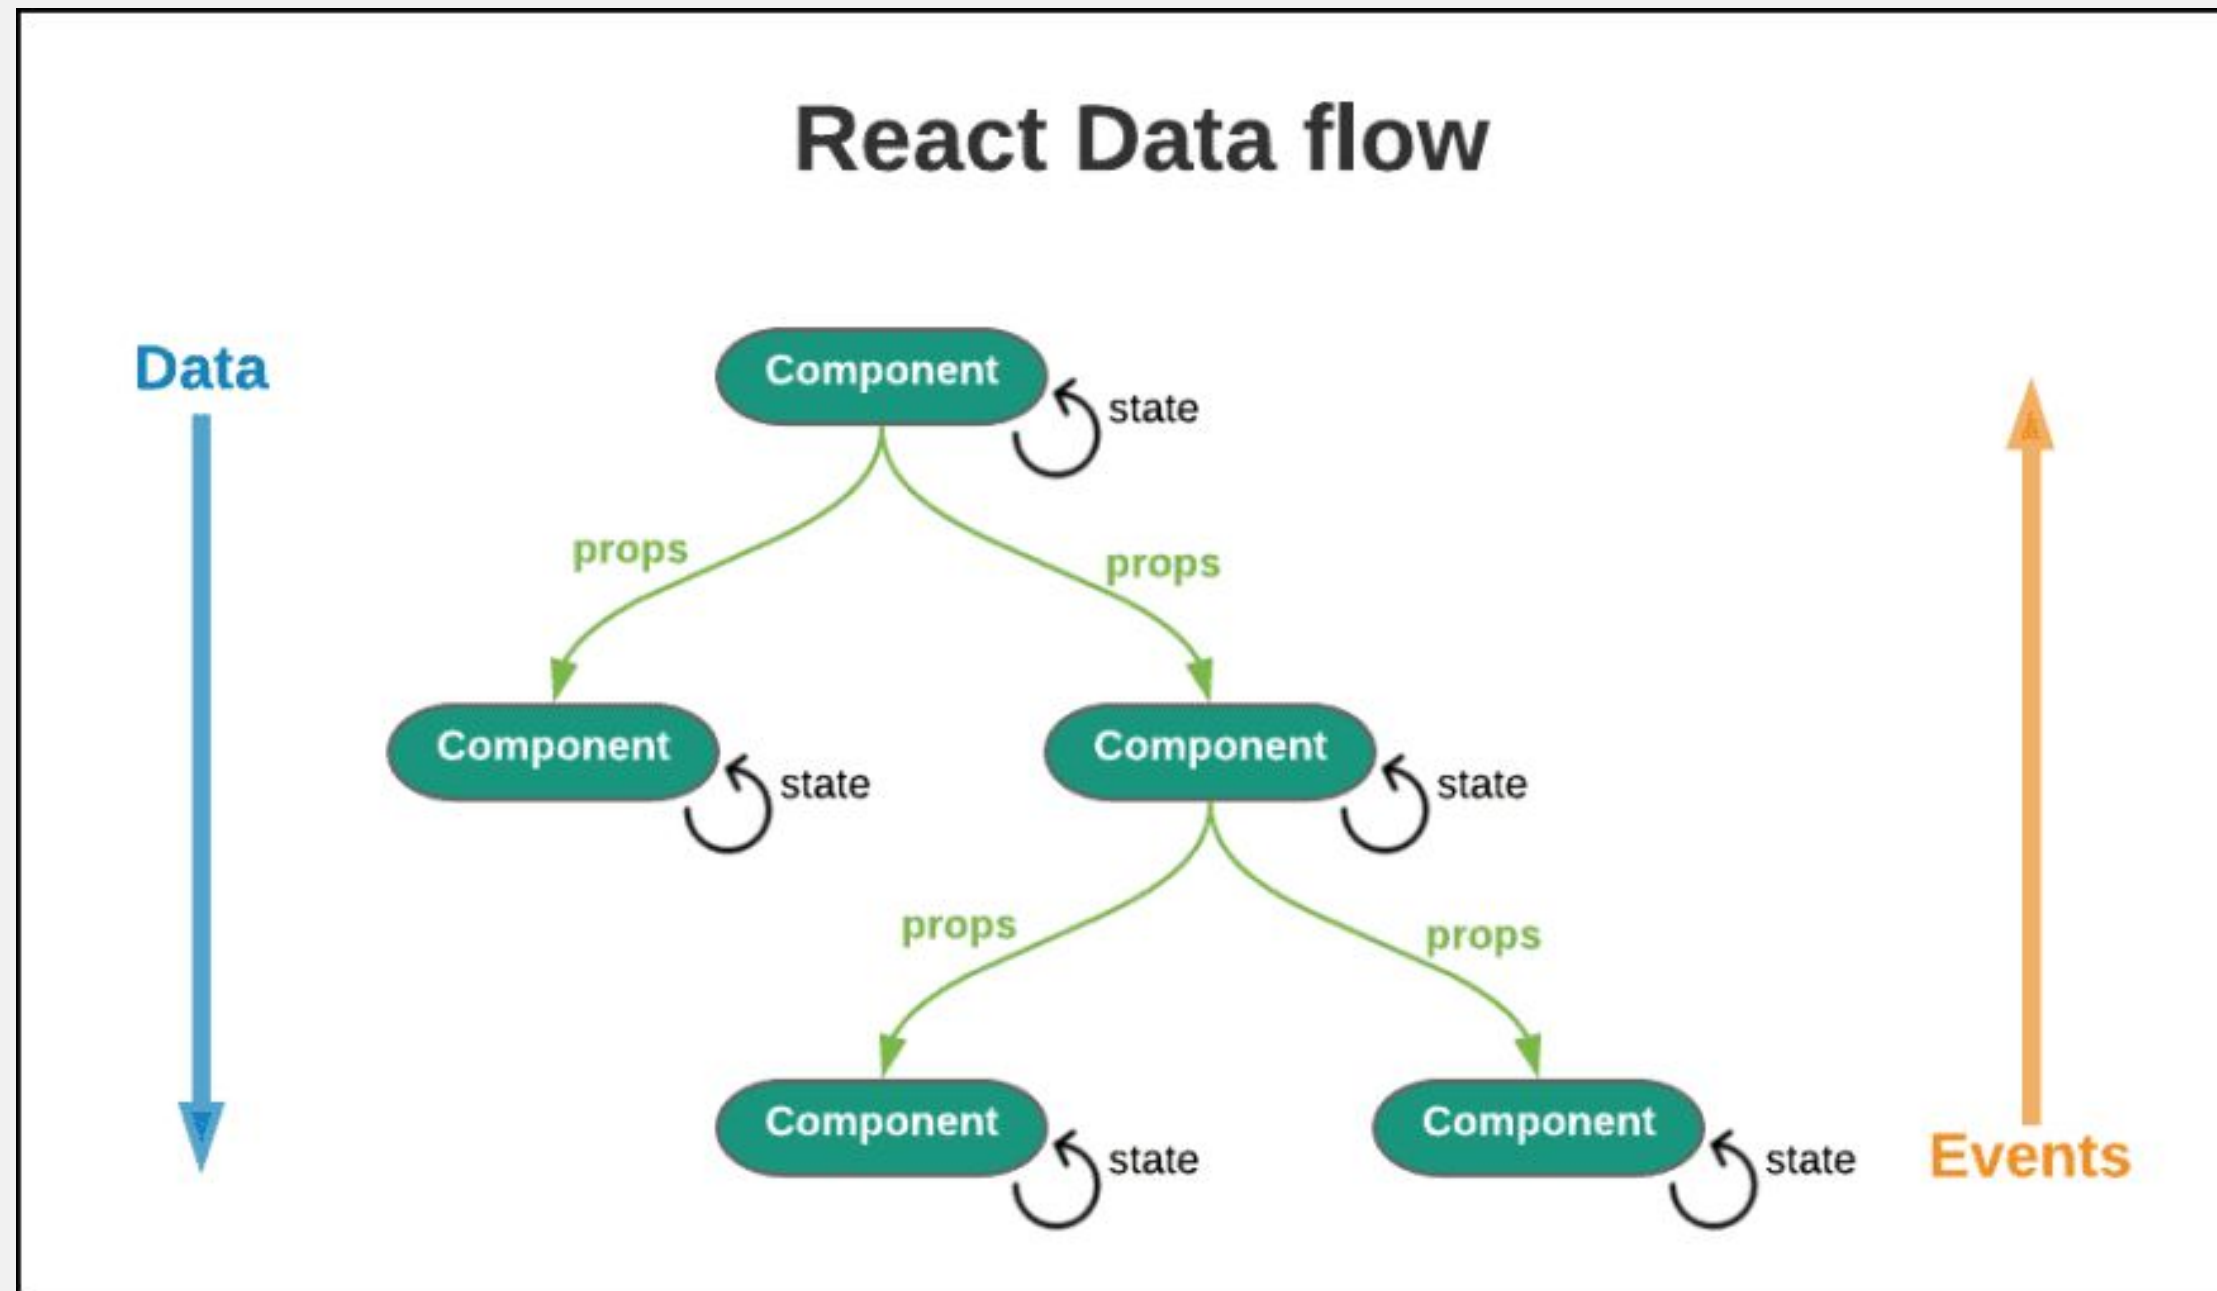 React Data flow
Data
Component
state
props
props
Component
state
Component
state
props
props
Component
state
Component
state
Events